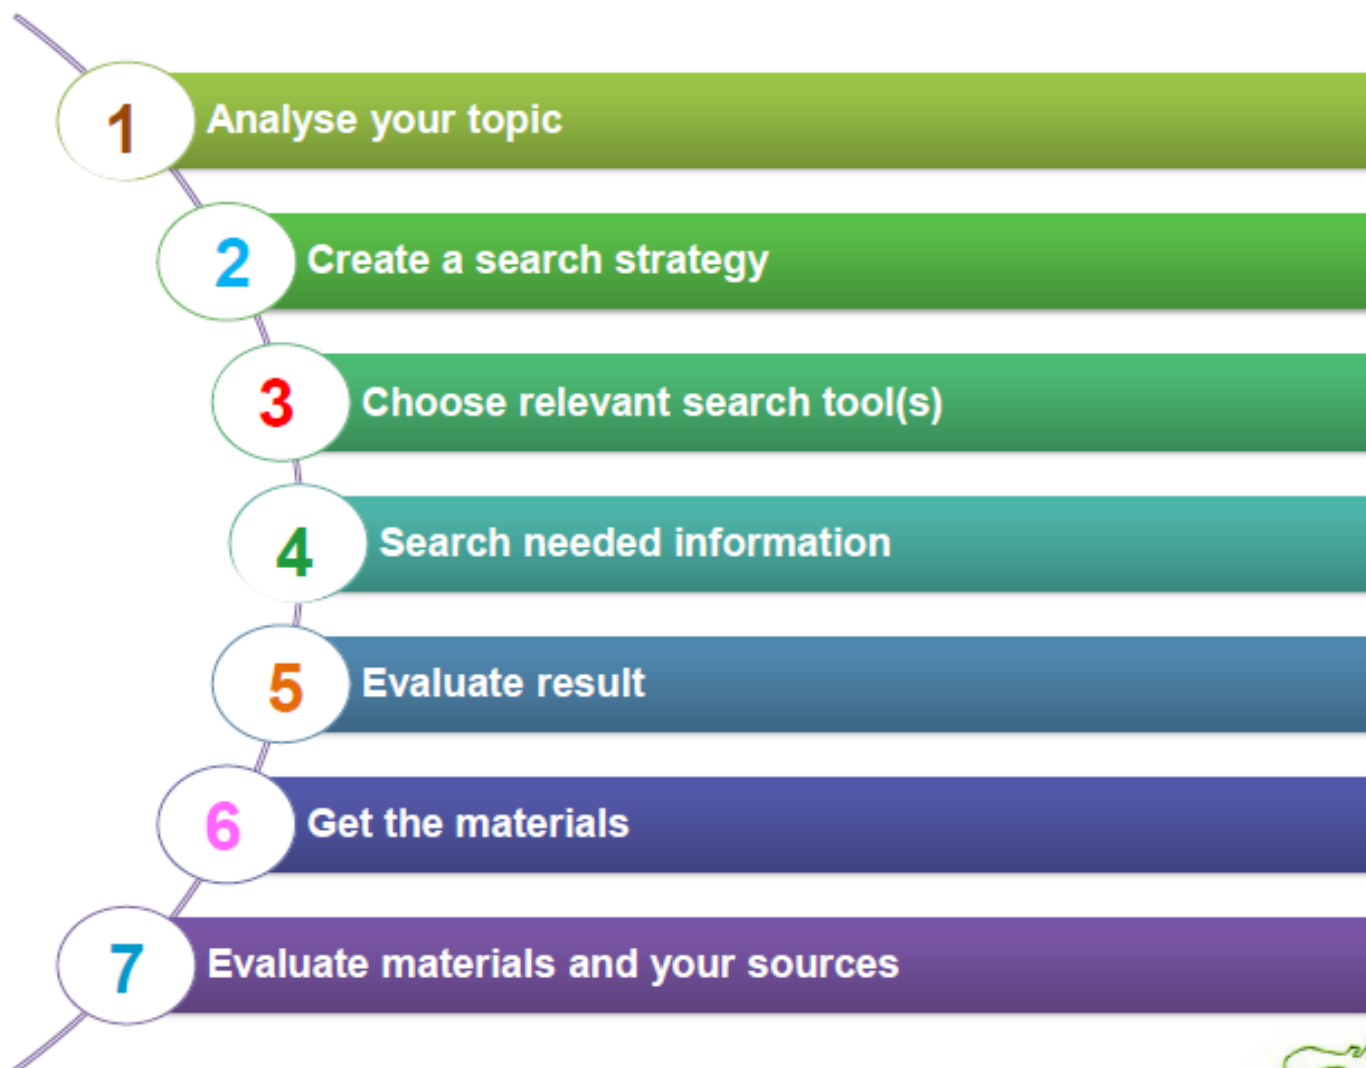 1 Analyse your topic
2 Create a search strategy
3 Choose relevant search tool(s)
4 Search needed information
5 Evaluate result
6 Get the materials
7 Evaluate materials and your sources